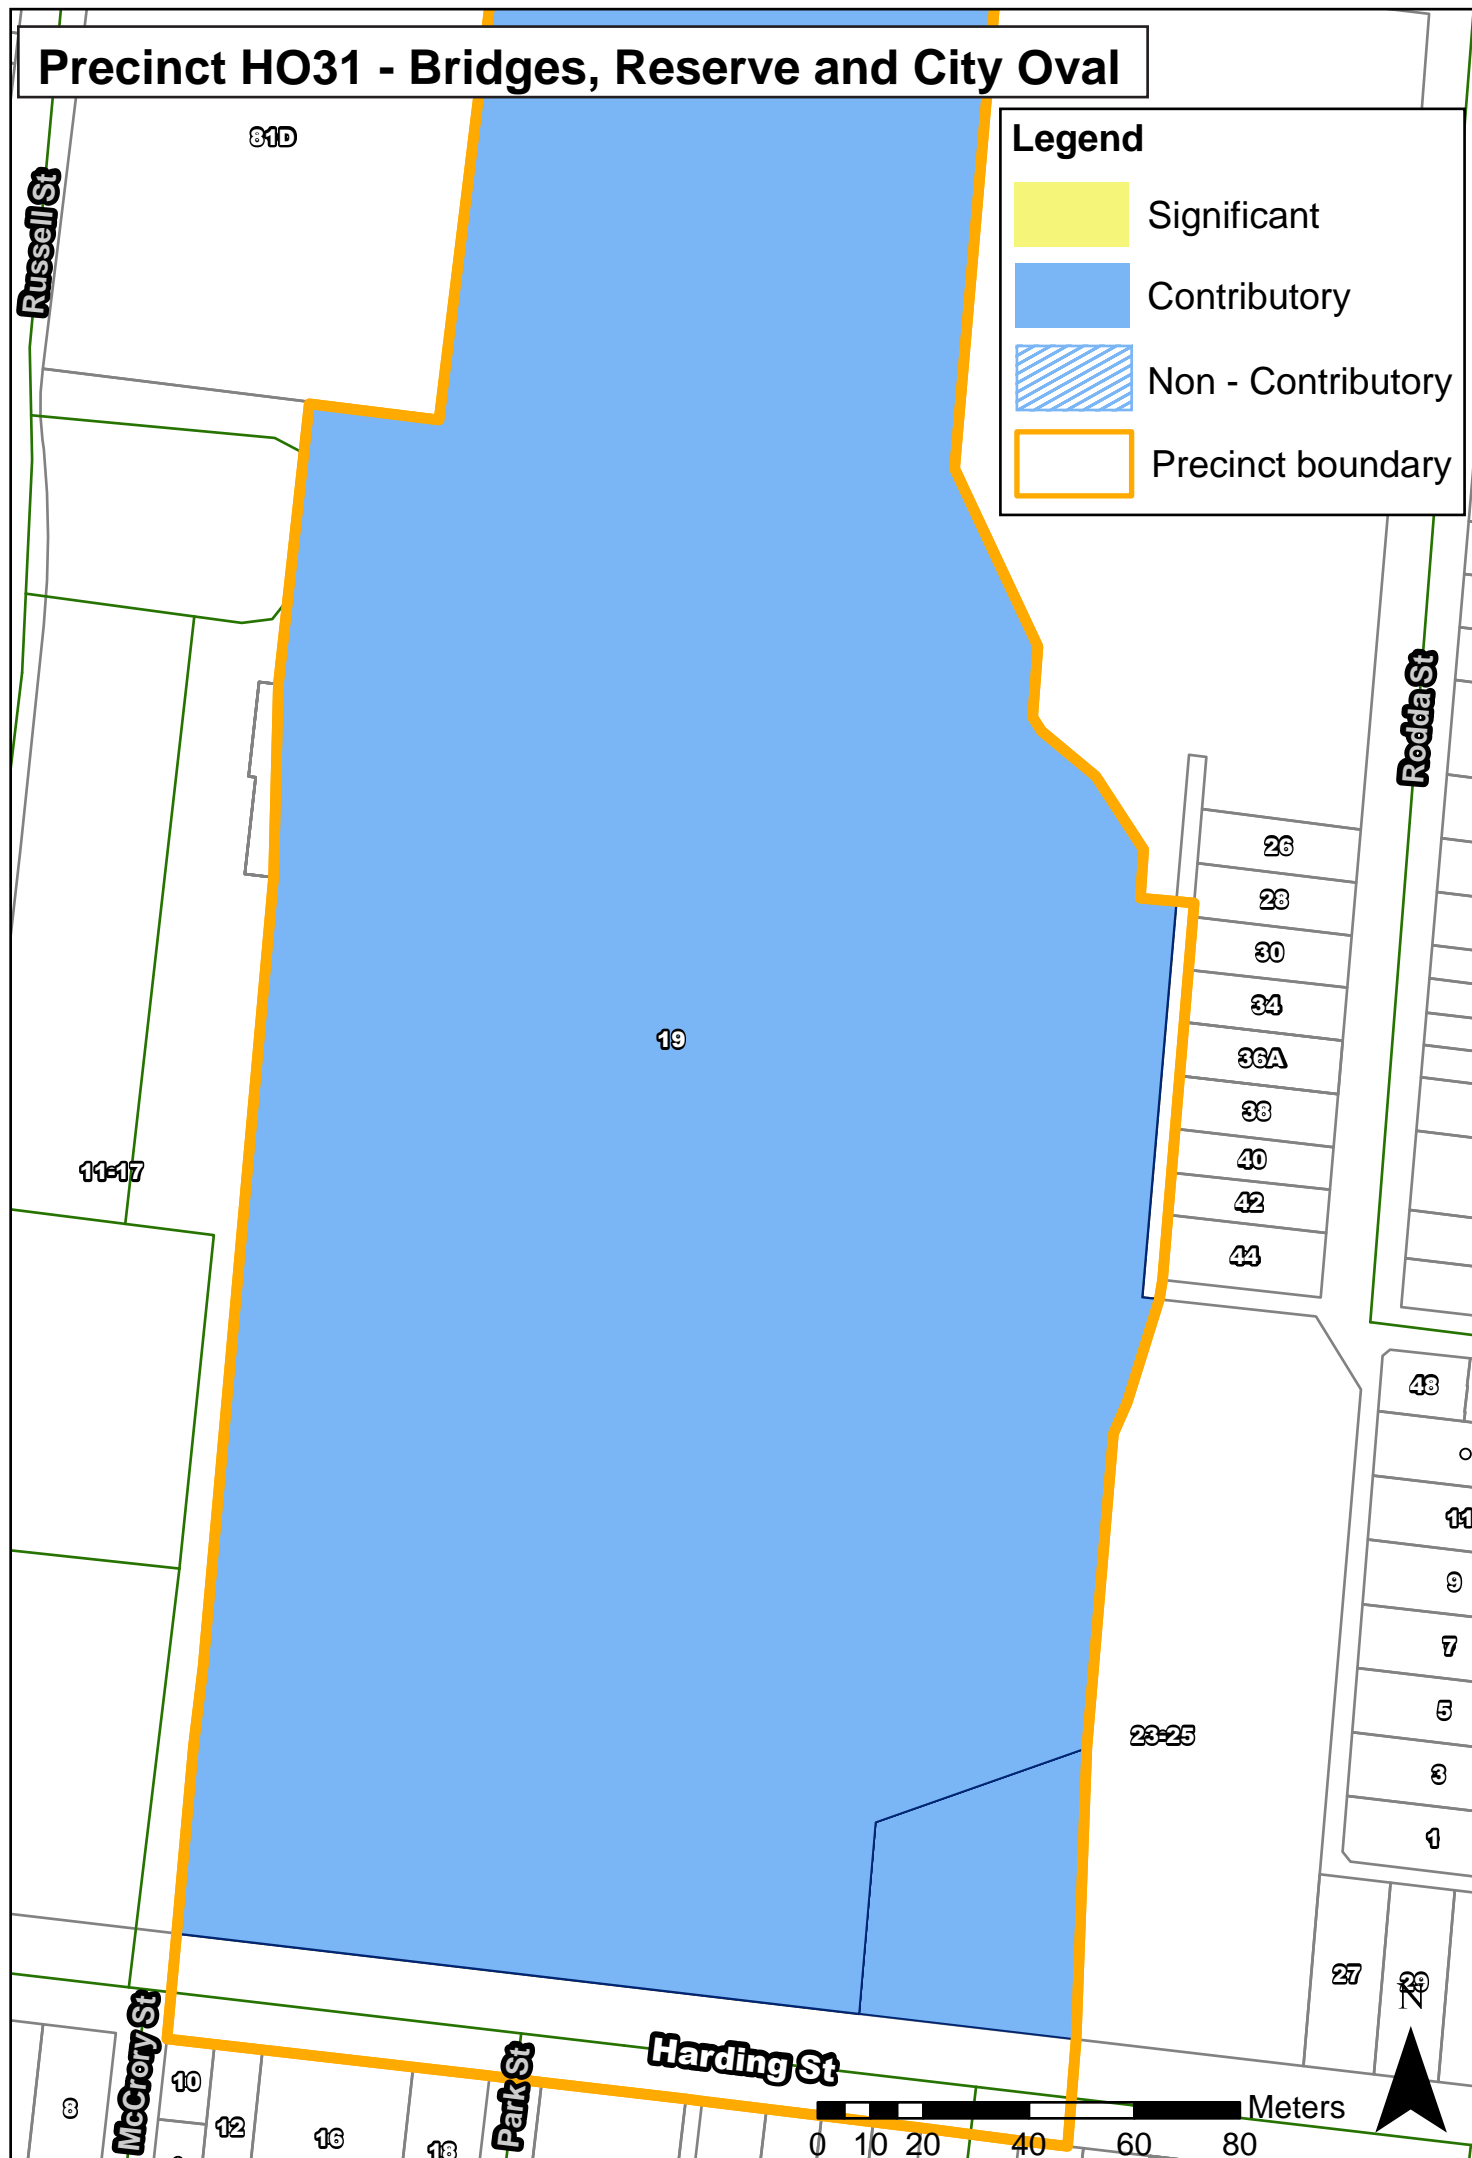 Precinct HO31 - Bridges, Reserve and City Oval
81D
Legend
Significant
Contributory
Non - Contributory
Precinct boundary
Russell St
Rodda St
26
28
30
19
34
36A
38
40
11-17
42
44
48
11
9
7
5
23-25
3
1
27
29
N
McCrory St
Harding St
Park St
10
8
12
16
18
Meters
0 10 20 40 60 80